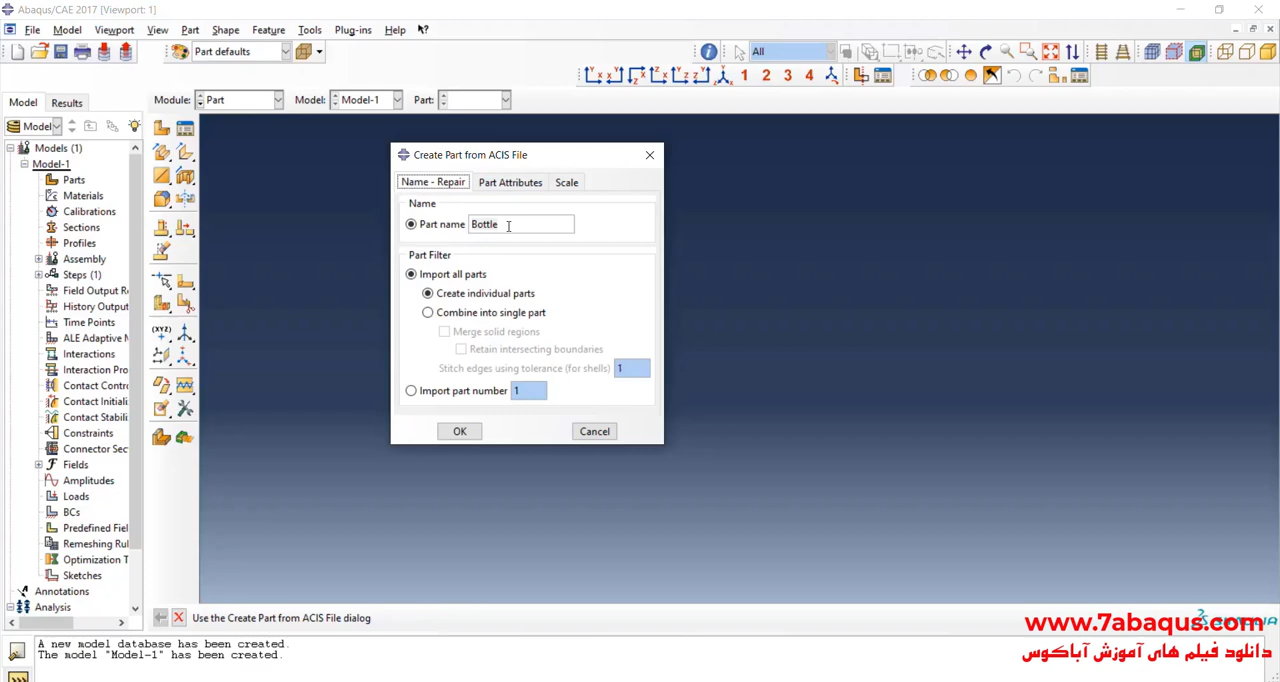 Abaqus/CAE 2017 [Viewport: 1]
File Model Viewport View Part Shape Feature Tools Plug-ins Help
Part defaults All
1 2 3 4
Model Results Module: Part Model: Model-1 Part:
Model
Models (1)
Model-1
Parts
Materials
Calibrations
Sections
Profiles
Assembly
Steps (1)
Field Output R
History Output
Time Points
ALE Adaptive M
Interactions
Interaction Pro
Contact Contr
Contact Initiali
Contact Stabili
Constraints
Connector Sec
Fields
Amplitudes
Loads
BCs
Predefined Fiel
Remeshing Rul
Optimization T
Sketches
Annotations
Analysis
(XYZ)
Create Part from ACIS File
Name - Repair Part Attributes Scale
Name
Part name Bottle
Part Filter
Import all parts
Create individual parts
Combine into single part
Merge solid regions
Retain intersecting boundaries
Stitch edges using tolerance (for shells) 1
Import part number 1
OK Cancel
Use the Create Part from ACIS File dialog
A new model database has been created.
The model "Model-1" has been created.
>>>
www.7abaqus.com
دانلود فیلم های آموزش آباکوس